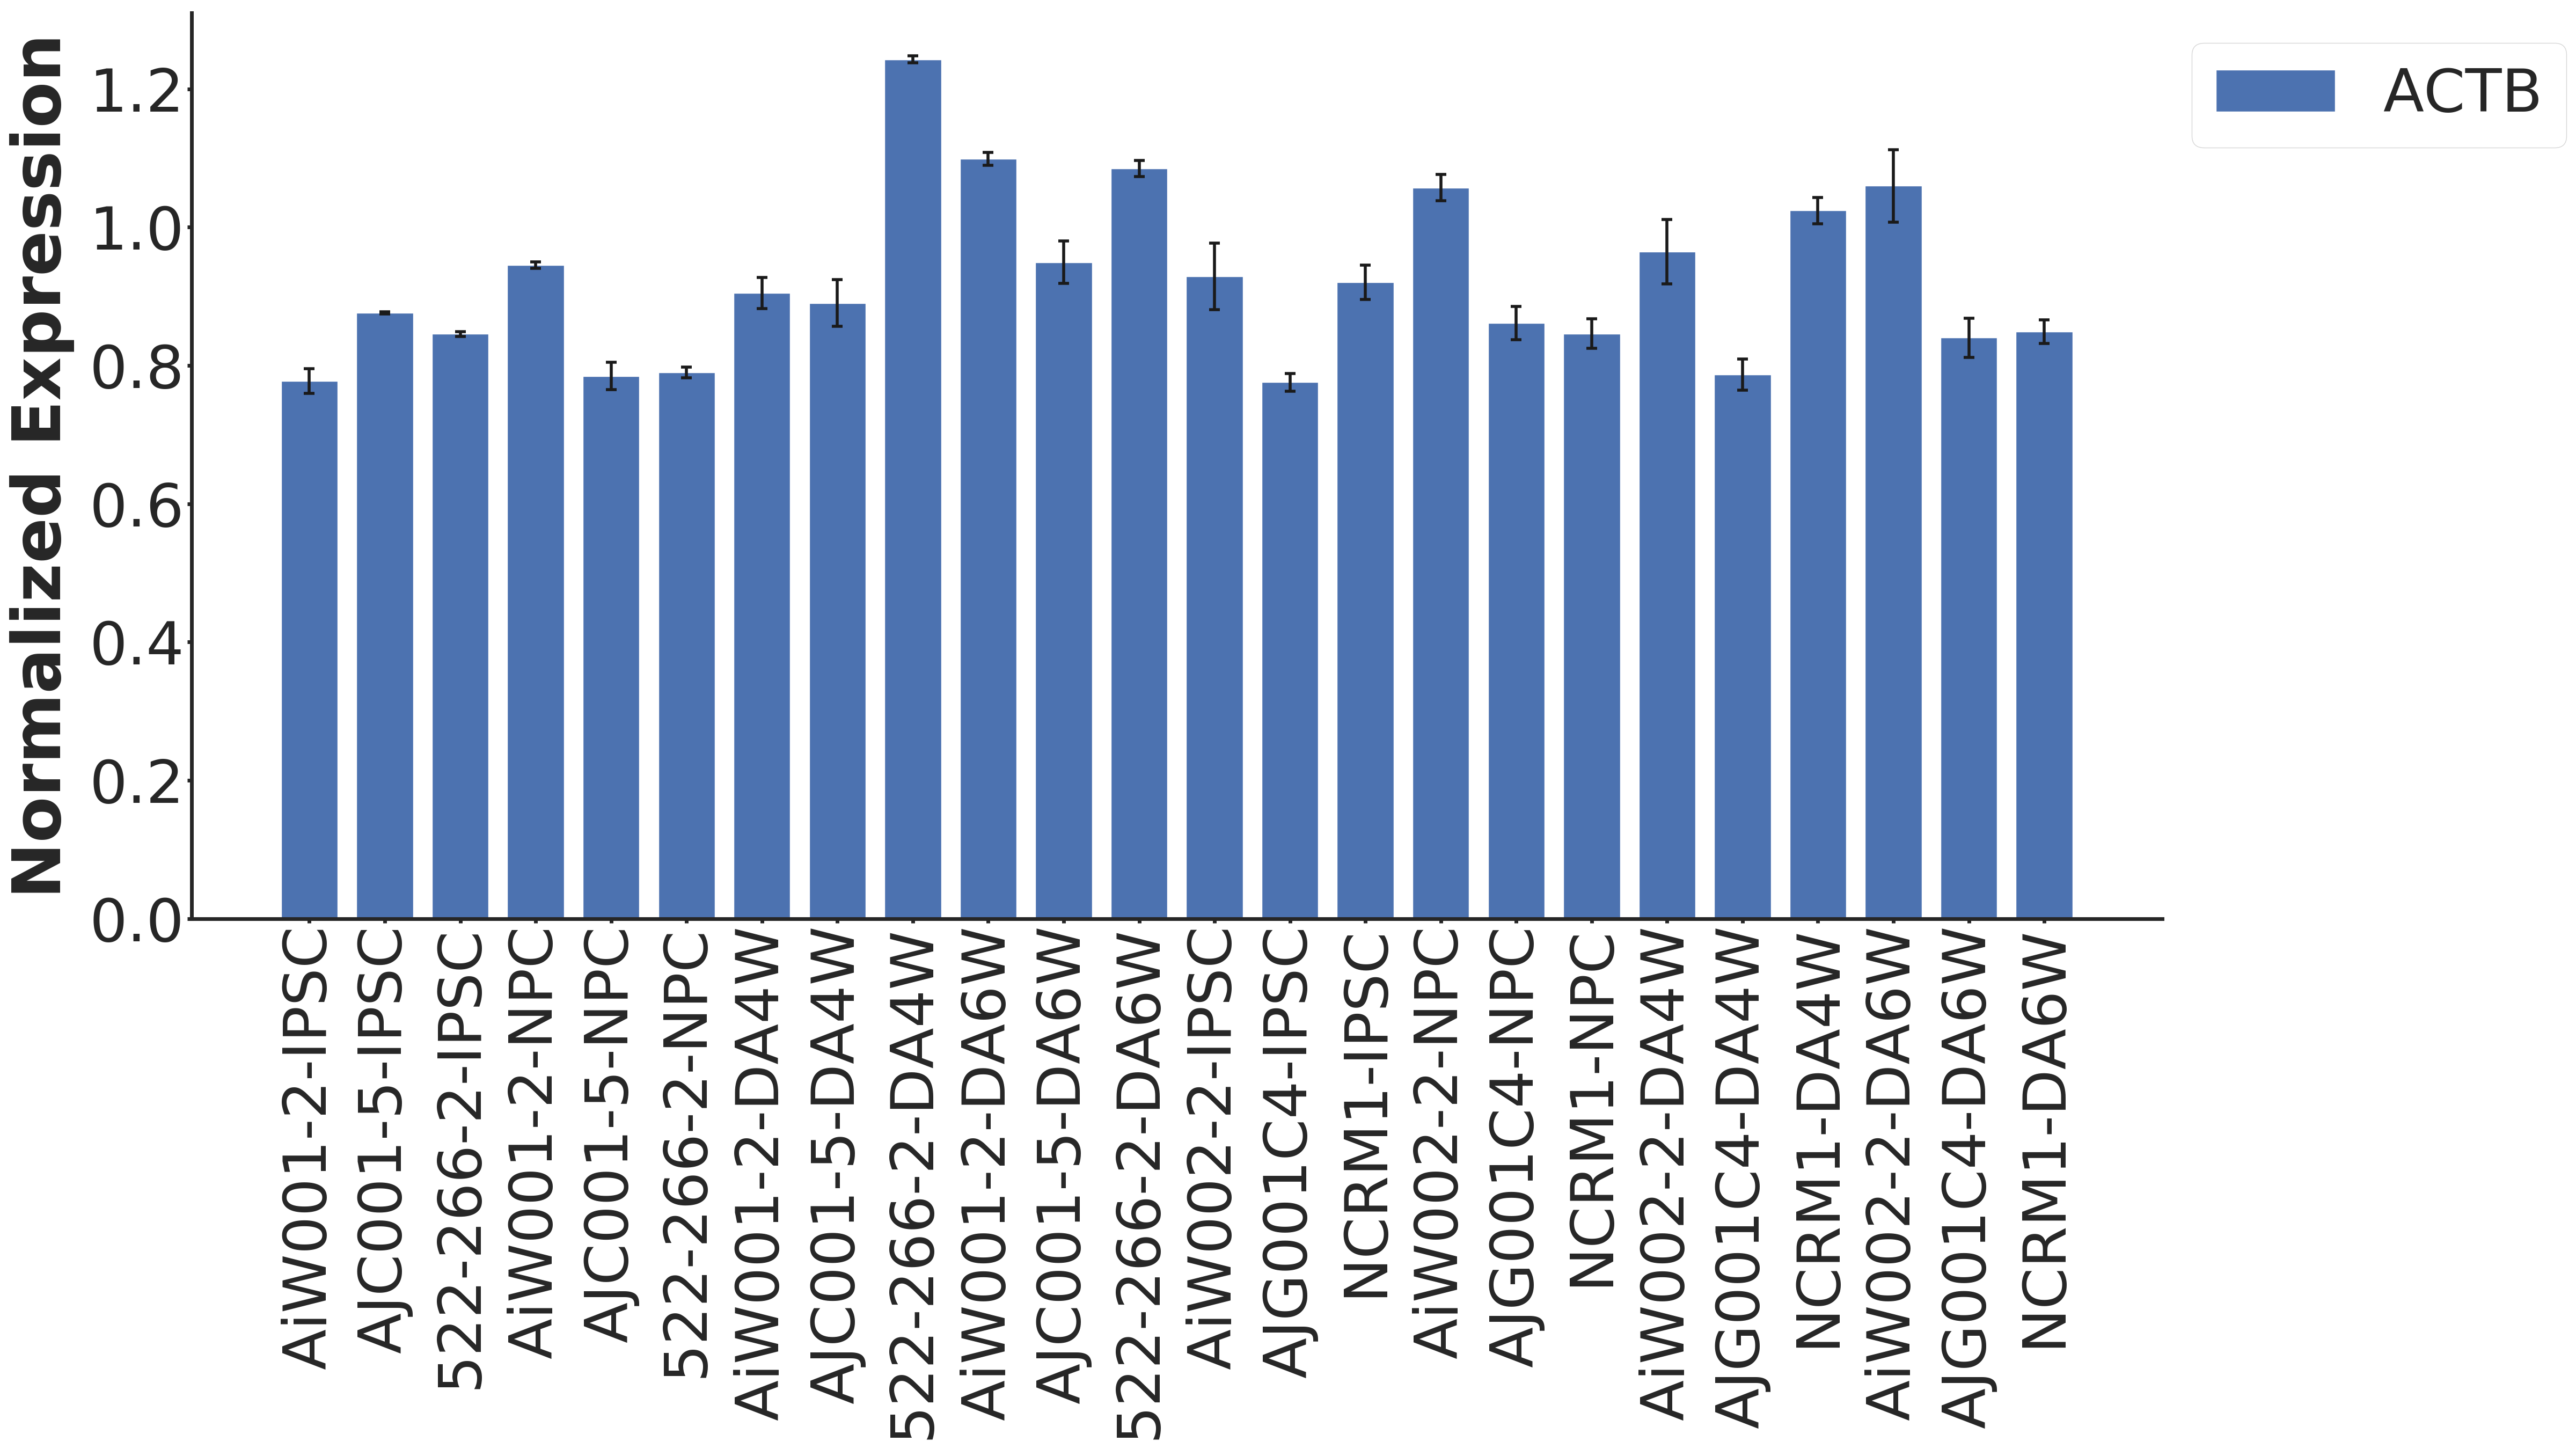 Normalized Expression
1.2
1.0
0.8
0.6
0.4
0.2
0.0
ACTB
AiW001-2-IPSC
AJC001-5-IPSC
522-266-2-IPSC
AiW001-2-NPC
AJC001-5-NPC
522-266-2-NPC
AiW001-2-DA4W
AJC001-5-DA4W
522-266-2-DA4W
AiW001-2-DA6W
AJC001-5-DA6W
522-266-2-DA6W
AiW002-2-IPSC
AJG001C4-IPSC
NCRM1-IPSC
AiW002-2-NPC
AJG001C4-NPC
NCRM1-NPC
AiW002-2-DA4W
AJG001C4-DA4W
NCRM1-DA4W
AiW002-2-DA6W
AJG001C4-DA6W
NCRM1-DA6W